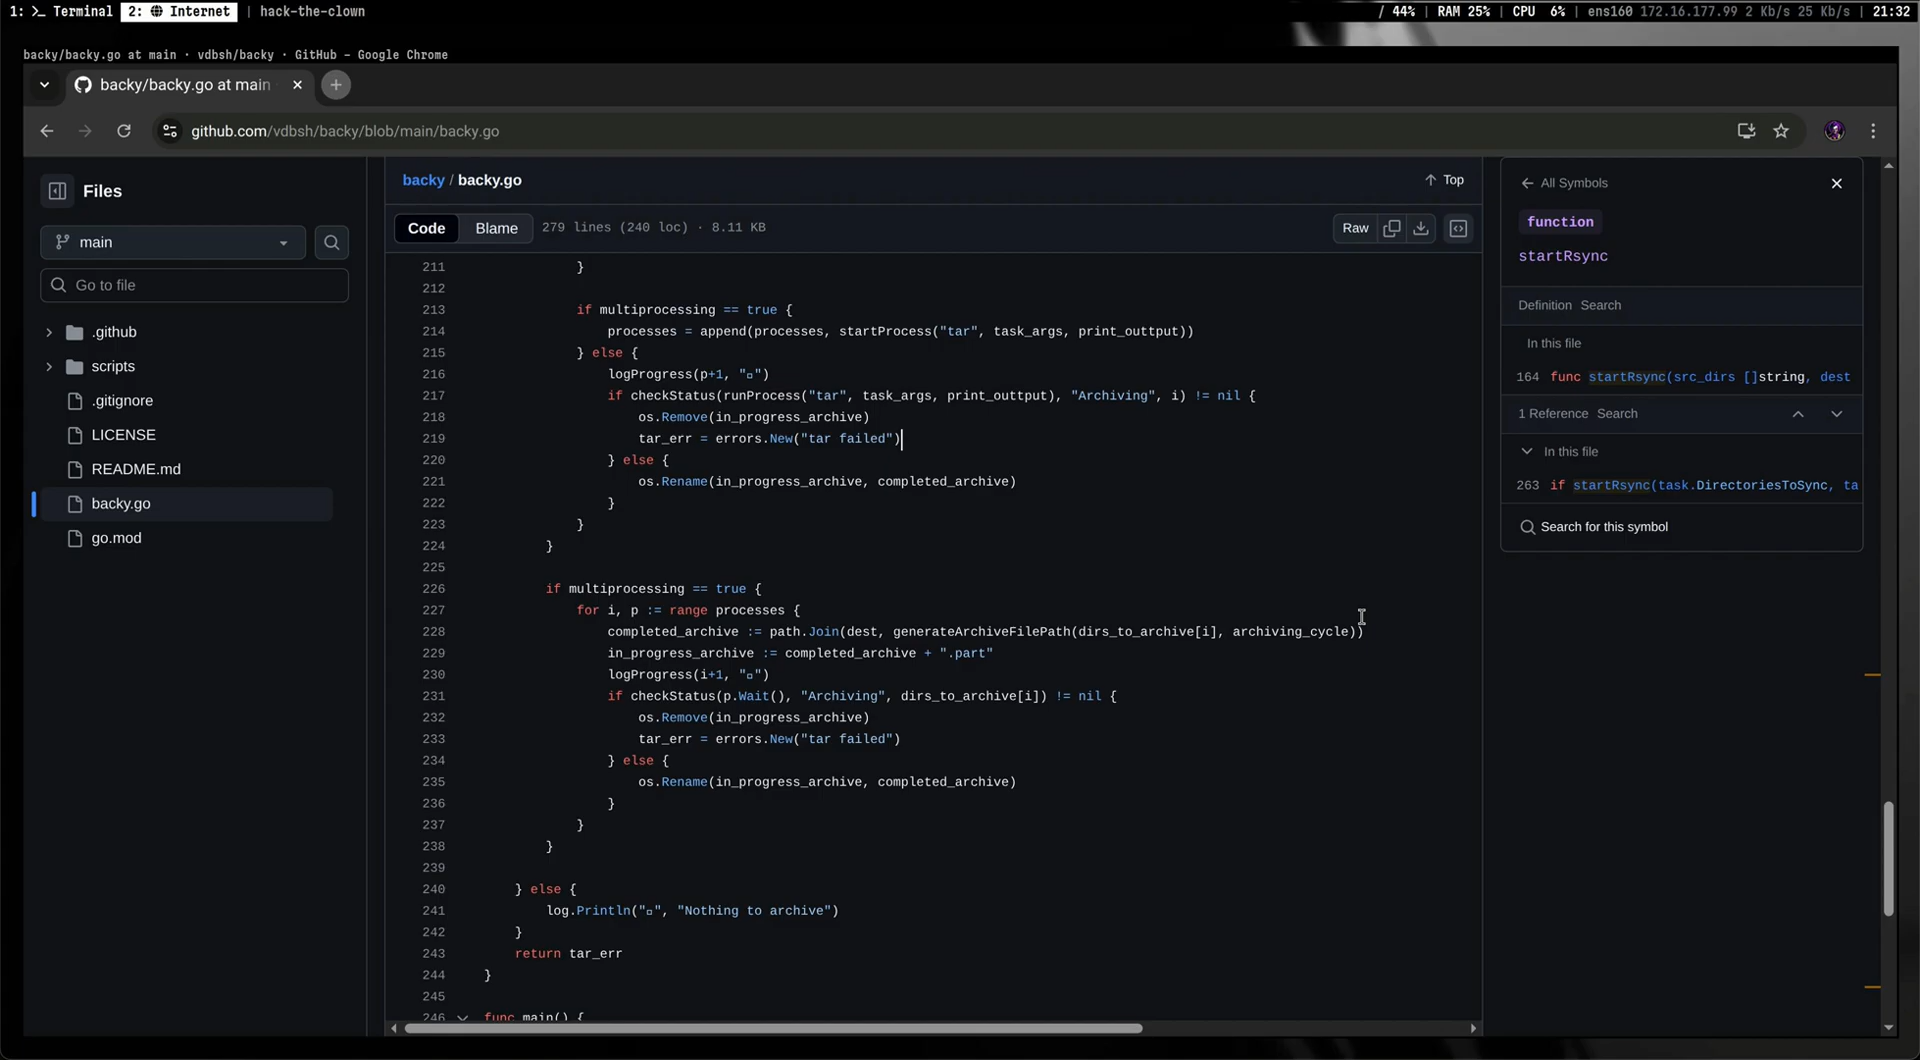 1: >_ Terminal 2: Internet | hack-the-clown
/ 44% | RAM 25% | CPU 6% | ens160 172.16.177.99 2 Kb/s 25 Kb/s | 21:32
backy/backy.go at main · vdbsh/backy · GitHub - Google Chrome
backy/backy.go at main
github.com/vdbsh/backy/blob/main/backy.go
Files
main
Go to file
.github
scripts
.gitignore
LICENSE
README.md
backy.go
go.mod
backy / backy.go
Top
Code Blame 279 lines (240 loc) · 8.11 KB
Raw
211 }
212
213 if multiprocessing == true {
214 processes = append(processes, startProcess("tar", task_args, print_outtput))
215 } else {
216 logProgress(p+1, "▯")
217 if checkStatus(runProcess("tar", task_args, print_outtput), "Archiving", i) != nil {
218 os.Remove(in_progress_archive)
219 tar_err = errors.New("tar failed")
220 } else {
221 os.Rename(in_progress_archive, completed_archive)
222 }
223 }
224 }
225
226 if multiprocessing == true {
227 for i, p := range processes {
228 completed_archive := path.Join(dest, generateArchiveFilePath(dirs_to_archive[i], archiving_cycle))
229 in_progress_archive := completed_archive + ".part"
230 logProgress(i+1, "▯")
231 if checkStatus(p.Wait(), "Archiving", dirs_to_archive[i]) != nil {
232 os.Remove(in_progress_archive)
233 tar_err = errors.New("tar failed")
234 } else {
235 os.Rename(in_progress_archive, completed_archive)
236 }
237 }
238 }
239
240 } else {
241 log.Println("▯", "Nothing to archive")
242 }
243 return tar_err
244 }
245
246 func main() {
All Symbols
function
startRsync
Definition Search
In this file
164 func startRsync(src_dirs []string, dest
1 Reference Search
In this file
263 if startRsync(task.DirectoriesToSync, ta
Search for this symbol